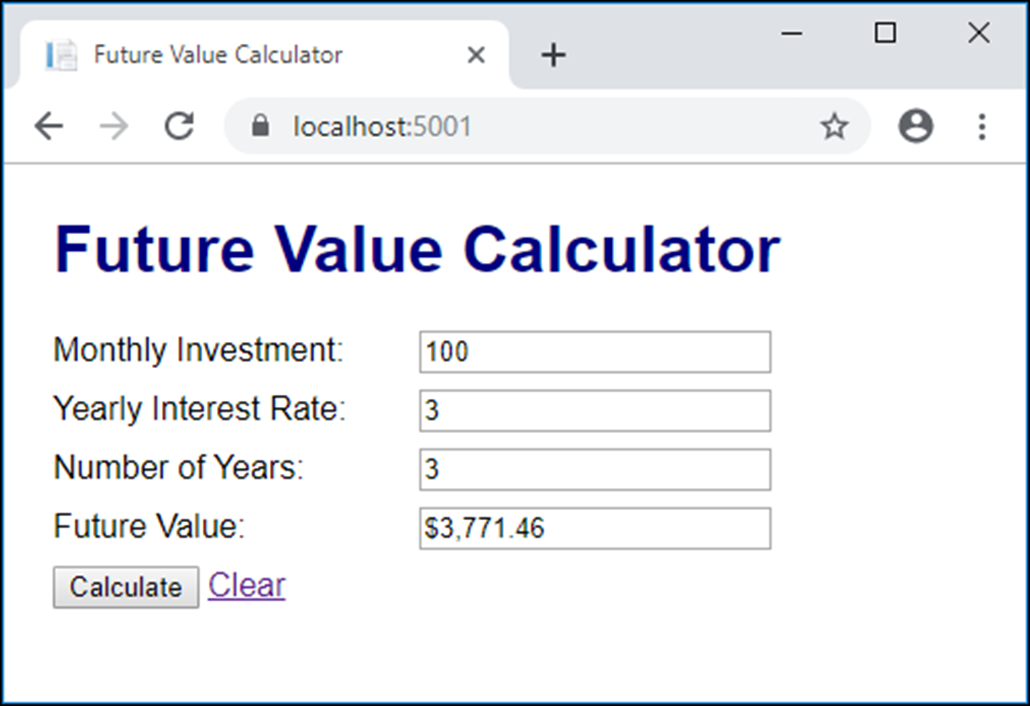 Future Value Calculator
localhost:5001
Future Value Calculator
Monthly Investment: 100
Yearly Interest Rate: 3
Number of Years: 3
Future Value: $3,771.46
Calculate Clear